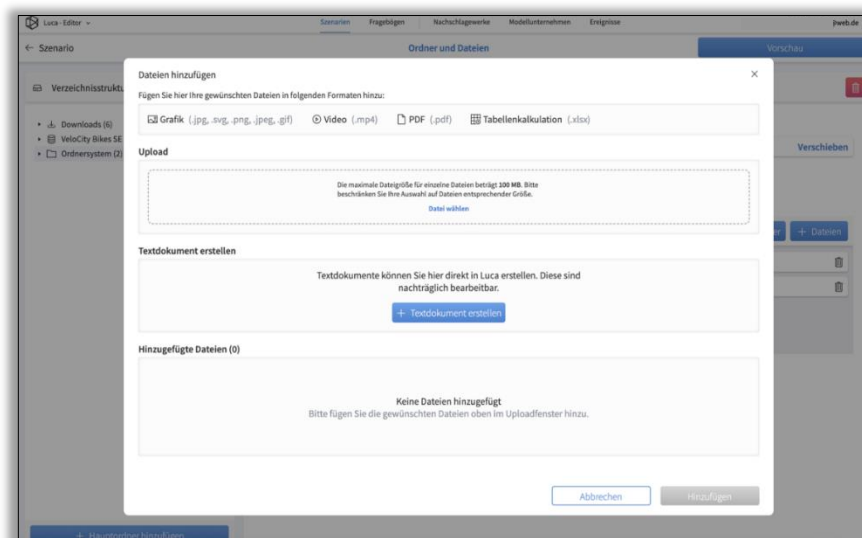 Luca - Editor
Szenarien
Fragebögen
Nachschlagewerke
Modellunternehmen
Ereignisse
Szenario
Ordner und Dateien
Vorschau
Verzeichnisstruktu
Downloads (6)
VeloCity Bikes SE
Ordnersystem (2)
Verschieben
er
+ Dateien
Dateien hinzufügen
Fügen Sie hier Ihre gewünschten Dateien in folgenden Formaten hinzu:
Grafik (.jpg, .svg, .png, .jpeg, .gif) Video (.mp4) PDF (.pdf) Tabellenkalkulation (.xlsx)
Upload
Die maximale Dateigröße für einzelne Dateien beträgt 100 MB. Bitte
beschränken Sie Ihre Auswahl auf Dateien entsprechender Größe.
Datei wählen
Textdokument erstellen
Textdokumente können Sie hier direkt in Luca erstellen. Diese sind
nachträglich bearbeitbar.
+ Textdokument erstellen
Hinzugefügte Dateien (0)
Keine Dateien hinzugefügt
Bitte fügen Sie die gewünschten Dateien oben im Uploadfenster hinzu.
Abbrechen
Hinzufügen
+ Hauptordner hinzufügen